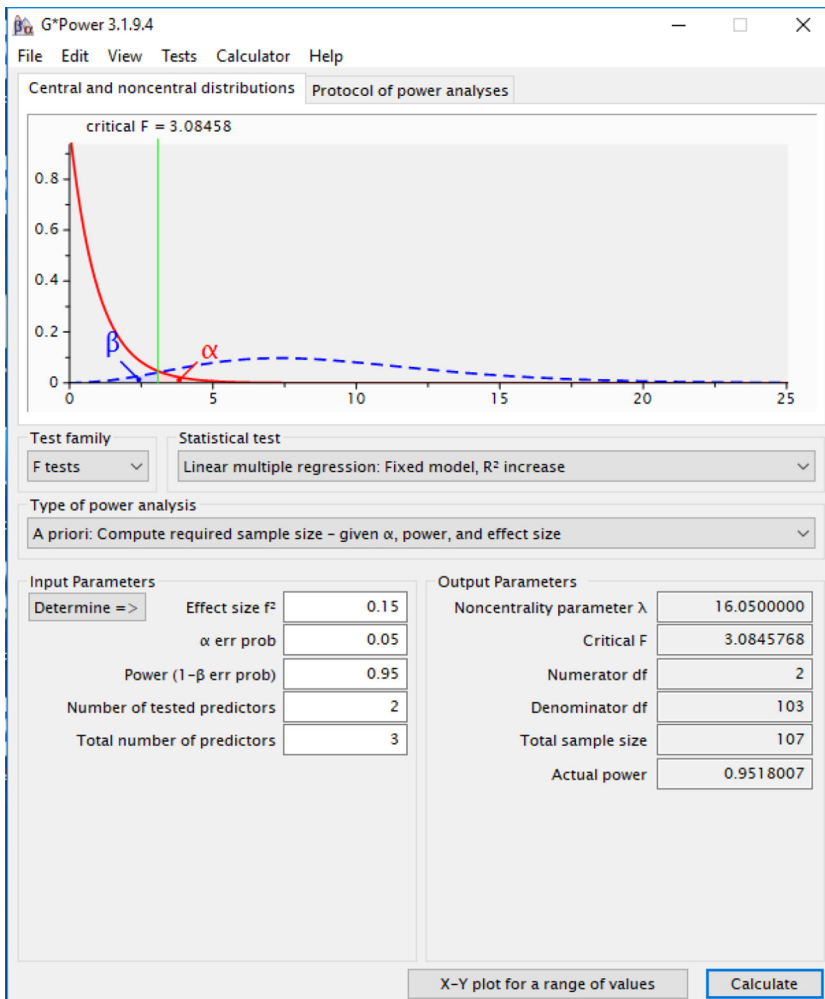 G*Power 3.1.9.4
File Edit View Tests Calculator Help
Central and noncentral distributions Protocol of power analyses
critical F = 3.08458
0.8
0.6
0.4
0.2
0
β
α
0 5 10 15 20 25
Test family Statistical test
F tests Linear multiple regression: Fixed model, R² increase
Type of power analysis
A priori: Compute required sample size - given α, power, and effect size
Input Parameters
Determine => Effect size f² 0.15
α err prob 0.05
Power (1-β err prob) 0.95
Number of tested predictors 2
Total number of predictors 3
Output Parameters
Noncentrality parameter λ 16.0500000
Critical F 3.0845768
Numerator df 2
Denominator df 103
Total sample size 107
Actual power 0.9518007
X-Y plot for a range of values Calculate